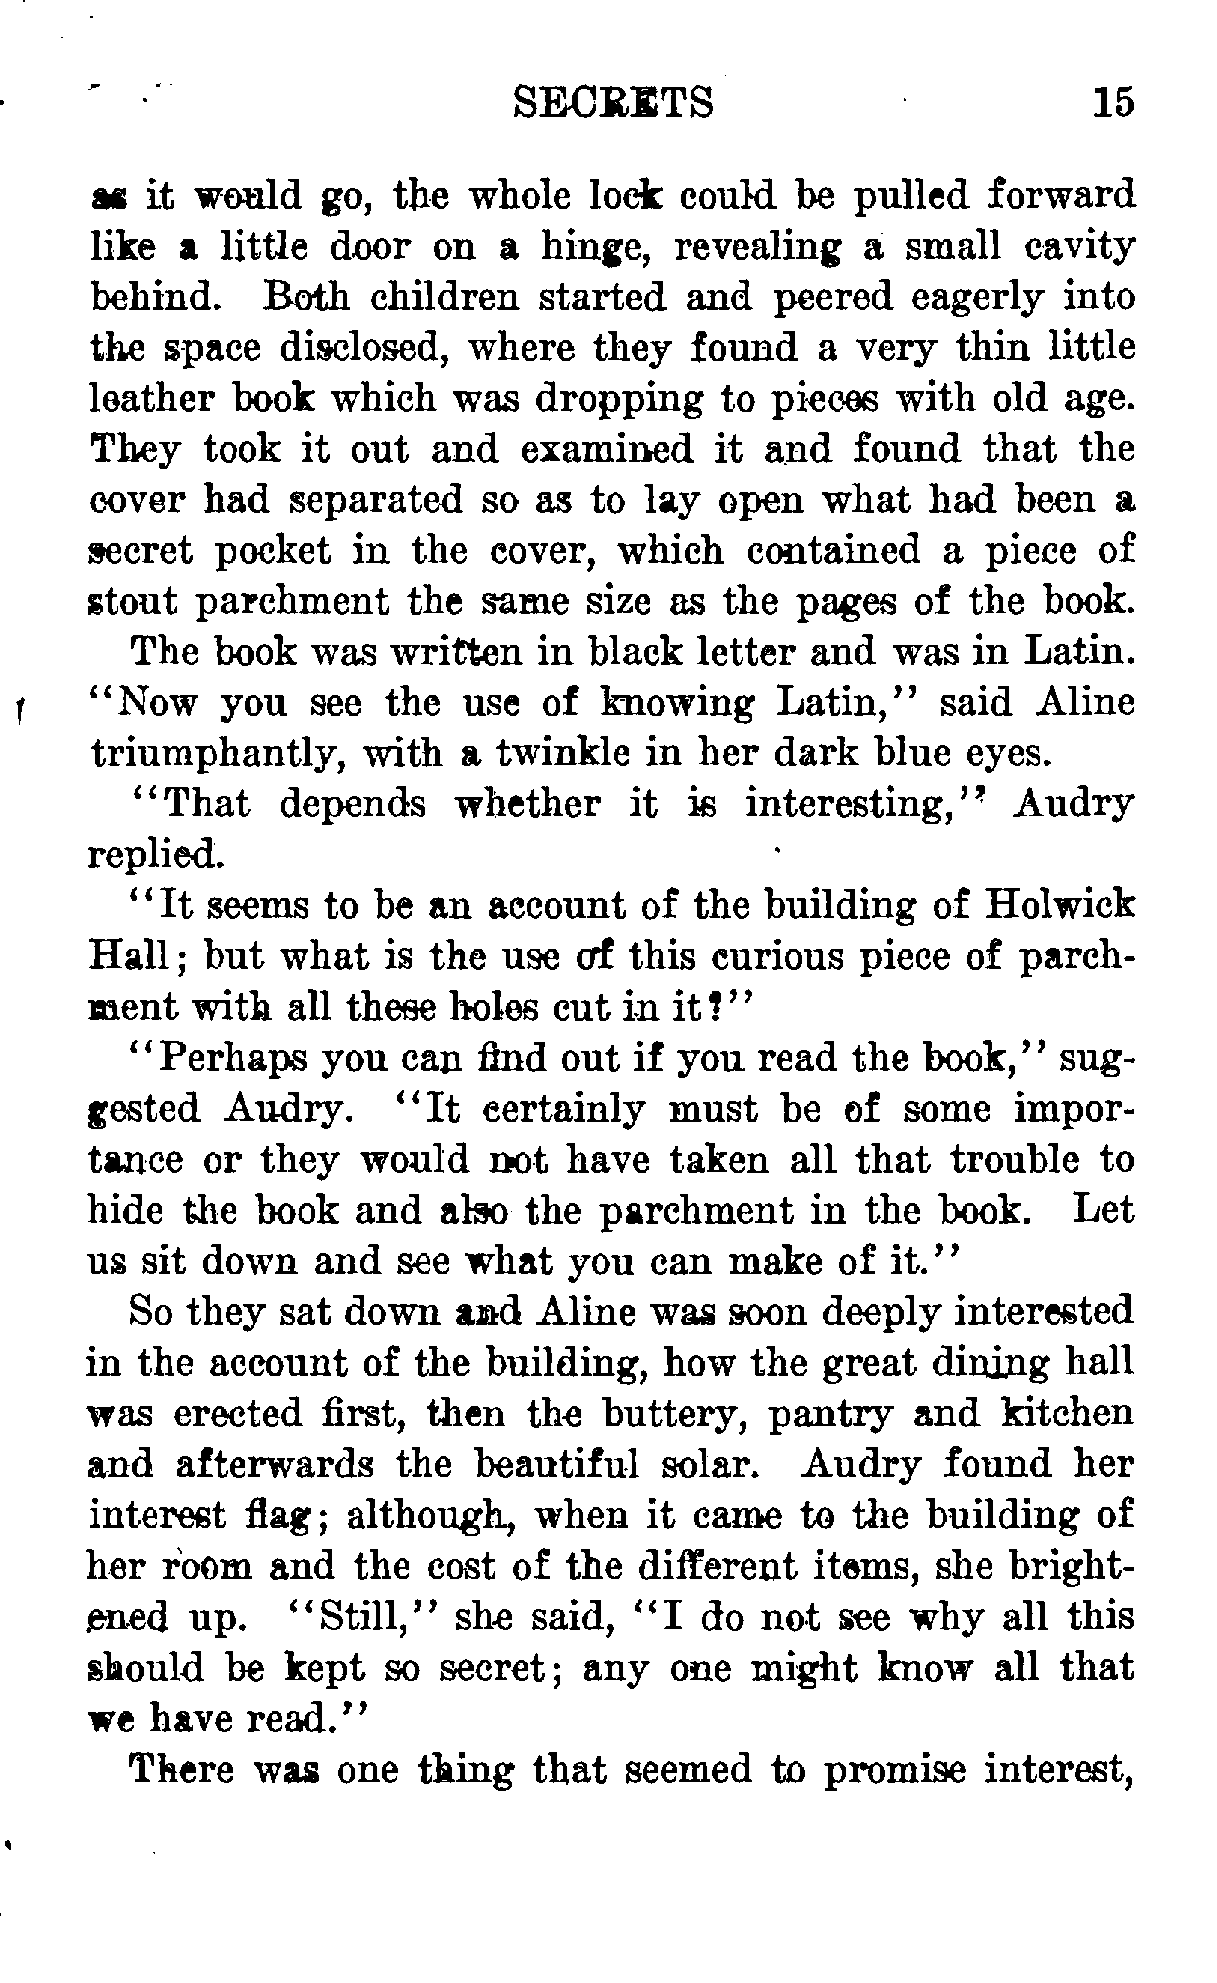 SECRETS 15
as it would go, the whole lock could be pulled forward
like a little door on a hinge, revealing a small cavity
behind. Both children started and peered eagerly into
the space disclosed, where they found a very thin little
leather book which was dropping to pieces with old age.
They took it out and examined it and found that the
cover had separated so as to lay open what had been a
secret pocket in the cover, which contained a piece of
stout parchment the same size as the pages of the book.
The book was written in black letter and was in Latin.
"Now you see the use of knowing Latin," said Aline
triumphantly, with a twinkle in her dark blue eyes.
"That depends whether it is interesting," Audry
replied.
"It seems to be an account of the building of Holwick
Hall; but what is the use of this curious piece of parch-
ment with all these holes cut in it?"
"Perhaps you can find out if you read the book," sug-
gested Audry. "It certainly must be of some impor-
tance or they would not have taken all that trouble to
hide the book and also the parchment in the book. Let
us sit down and see what you can make of it."
So they sat down and Aline was soon deeply interested
in the account of the building, how the great dining hall
was erected first, then the buttery, pantry and kitchen
and afterwards the beautiful solar. Audry found her
interest flag; although, when it came to the building of
her room and the cost of the different items, she bright-
ened up. "Still," she said, "I do not see why all this
should be kept so secret; any one might know all that
we have read."
There was one thing that seemed to promise interest,